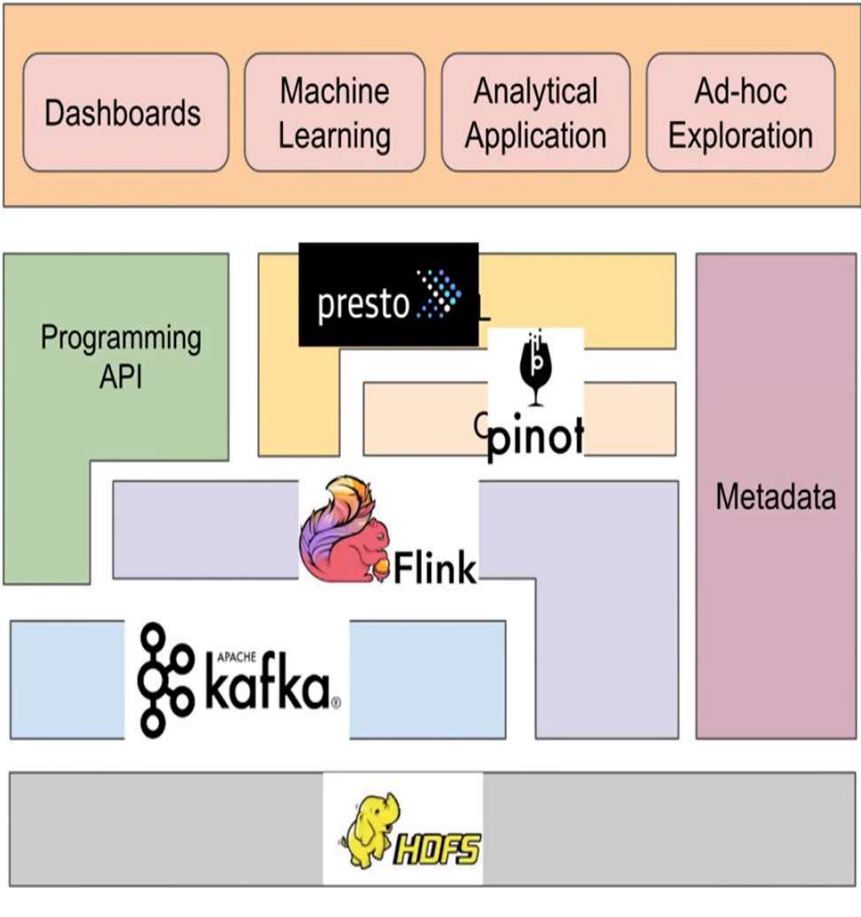 Dashboards
Machine
Learning
Analytical
Application
Ad-hoc
Exploration
presto
L
Programming
API
p
C
pinot
Metadata
Flink
APACHE
kafka®
HDFS